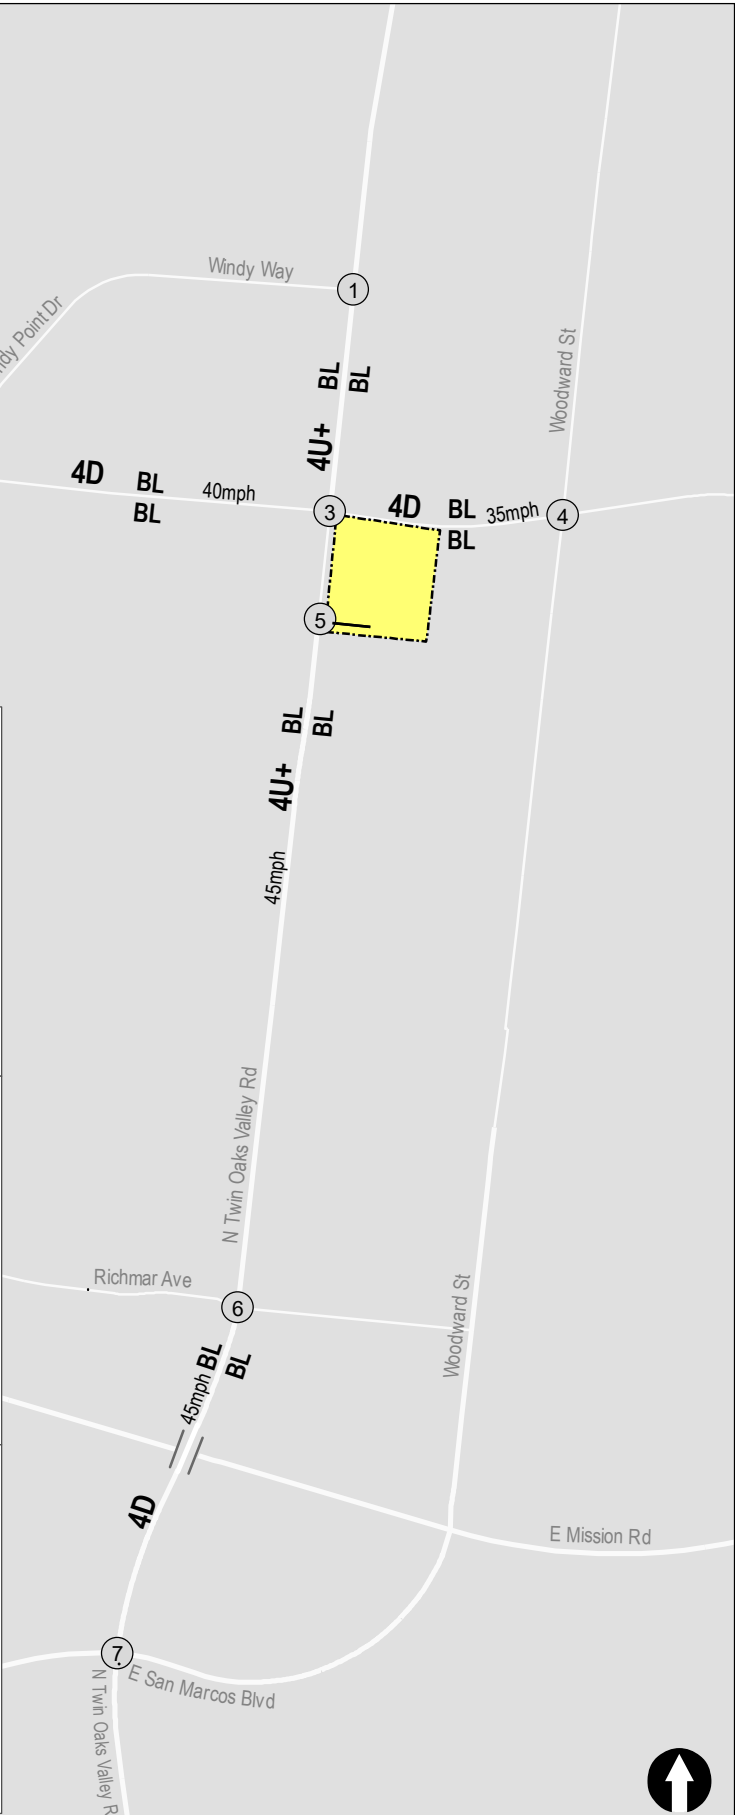 Windy Way
1
ndy Point Dr
BL
BL
Woodward St
4U+
4D
BL
40mph
BL
3
4D
BL
35mph
4
BL
5
BL
BL
4U+
45mph
N Twin Oaks Valley Rd
Richmar Ave
6
Woodward St
BL
BL
45mph
4D
E Mission Rd
7
E San Marcos Blvd
N Twin Oaks Valley R